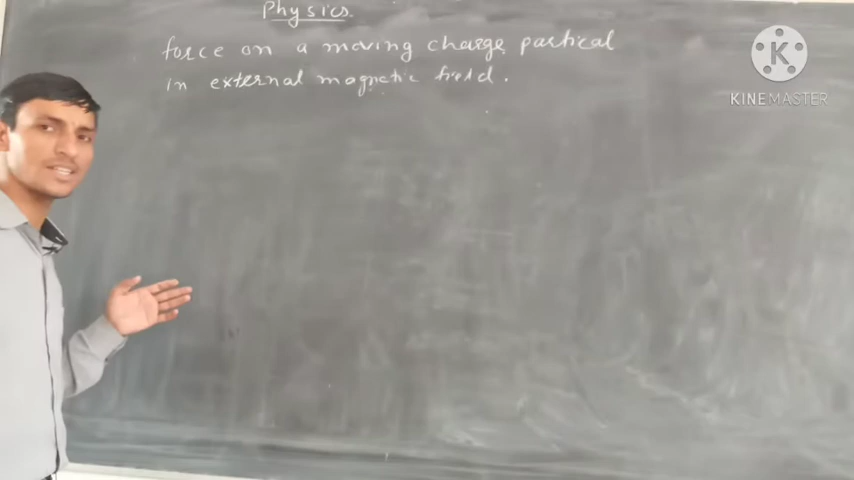 Physics.
force on a moving charge partical
in external magnetic field.
K
KINEMASTER